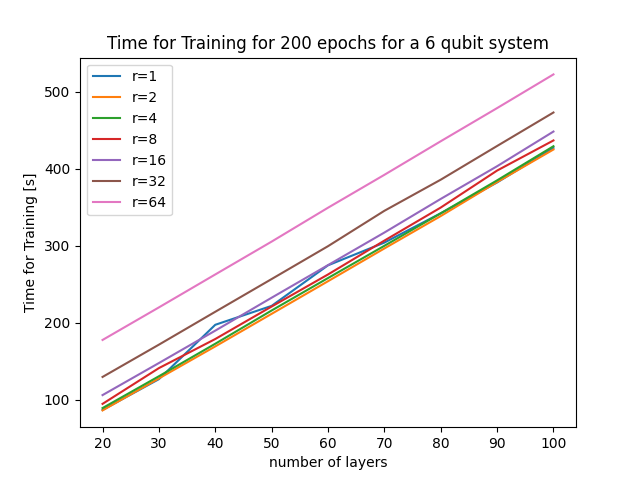 Time for Training for 200 epochs for a 6 qubit system
r=1
r=2
r=4
r=8
r=16
r=32
r=64
500
400
300
200
100
Time for Training [s]
20 30 40 50 60 70 80 90 100
number of layers